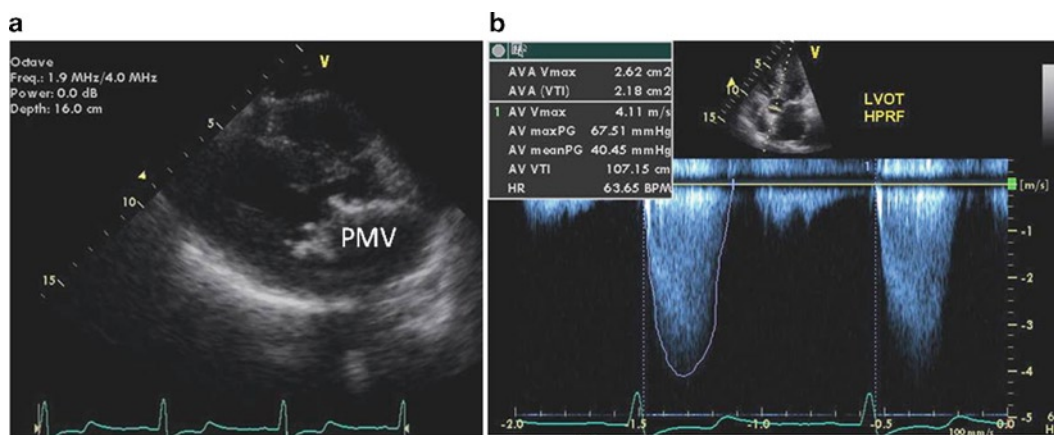 a
b
V
Octave
Freq.: 1.9 MHz/4.0 MHz
Power: 0.0 dB
Depth: 16.0 cm
5
10
15
PMV
AVA Vmax 2.62 cm2
AVA (VTI) 2.18 cm2
1 AV Vmax 4.11 m/s
AV maxPG 67.51 mmHg
AV meanPG 40.45 mmHg
AV VTI 107.15 cm
HR 63.65 BPM
V
5
10
15
LVOT
HPRF
1
[m/s]
-1
-2
-3
-4
-5
-2.0 -1.5 -1.0 -0.5 0.0
100 mm/s
6
H